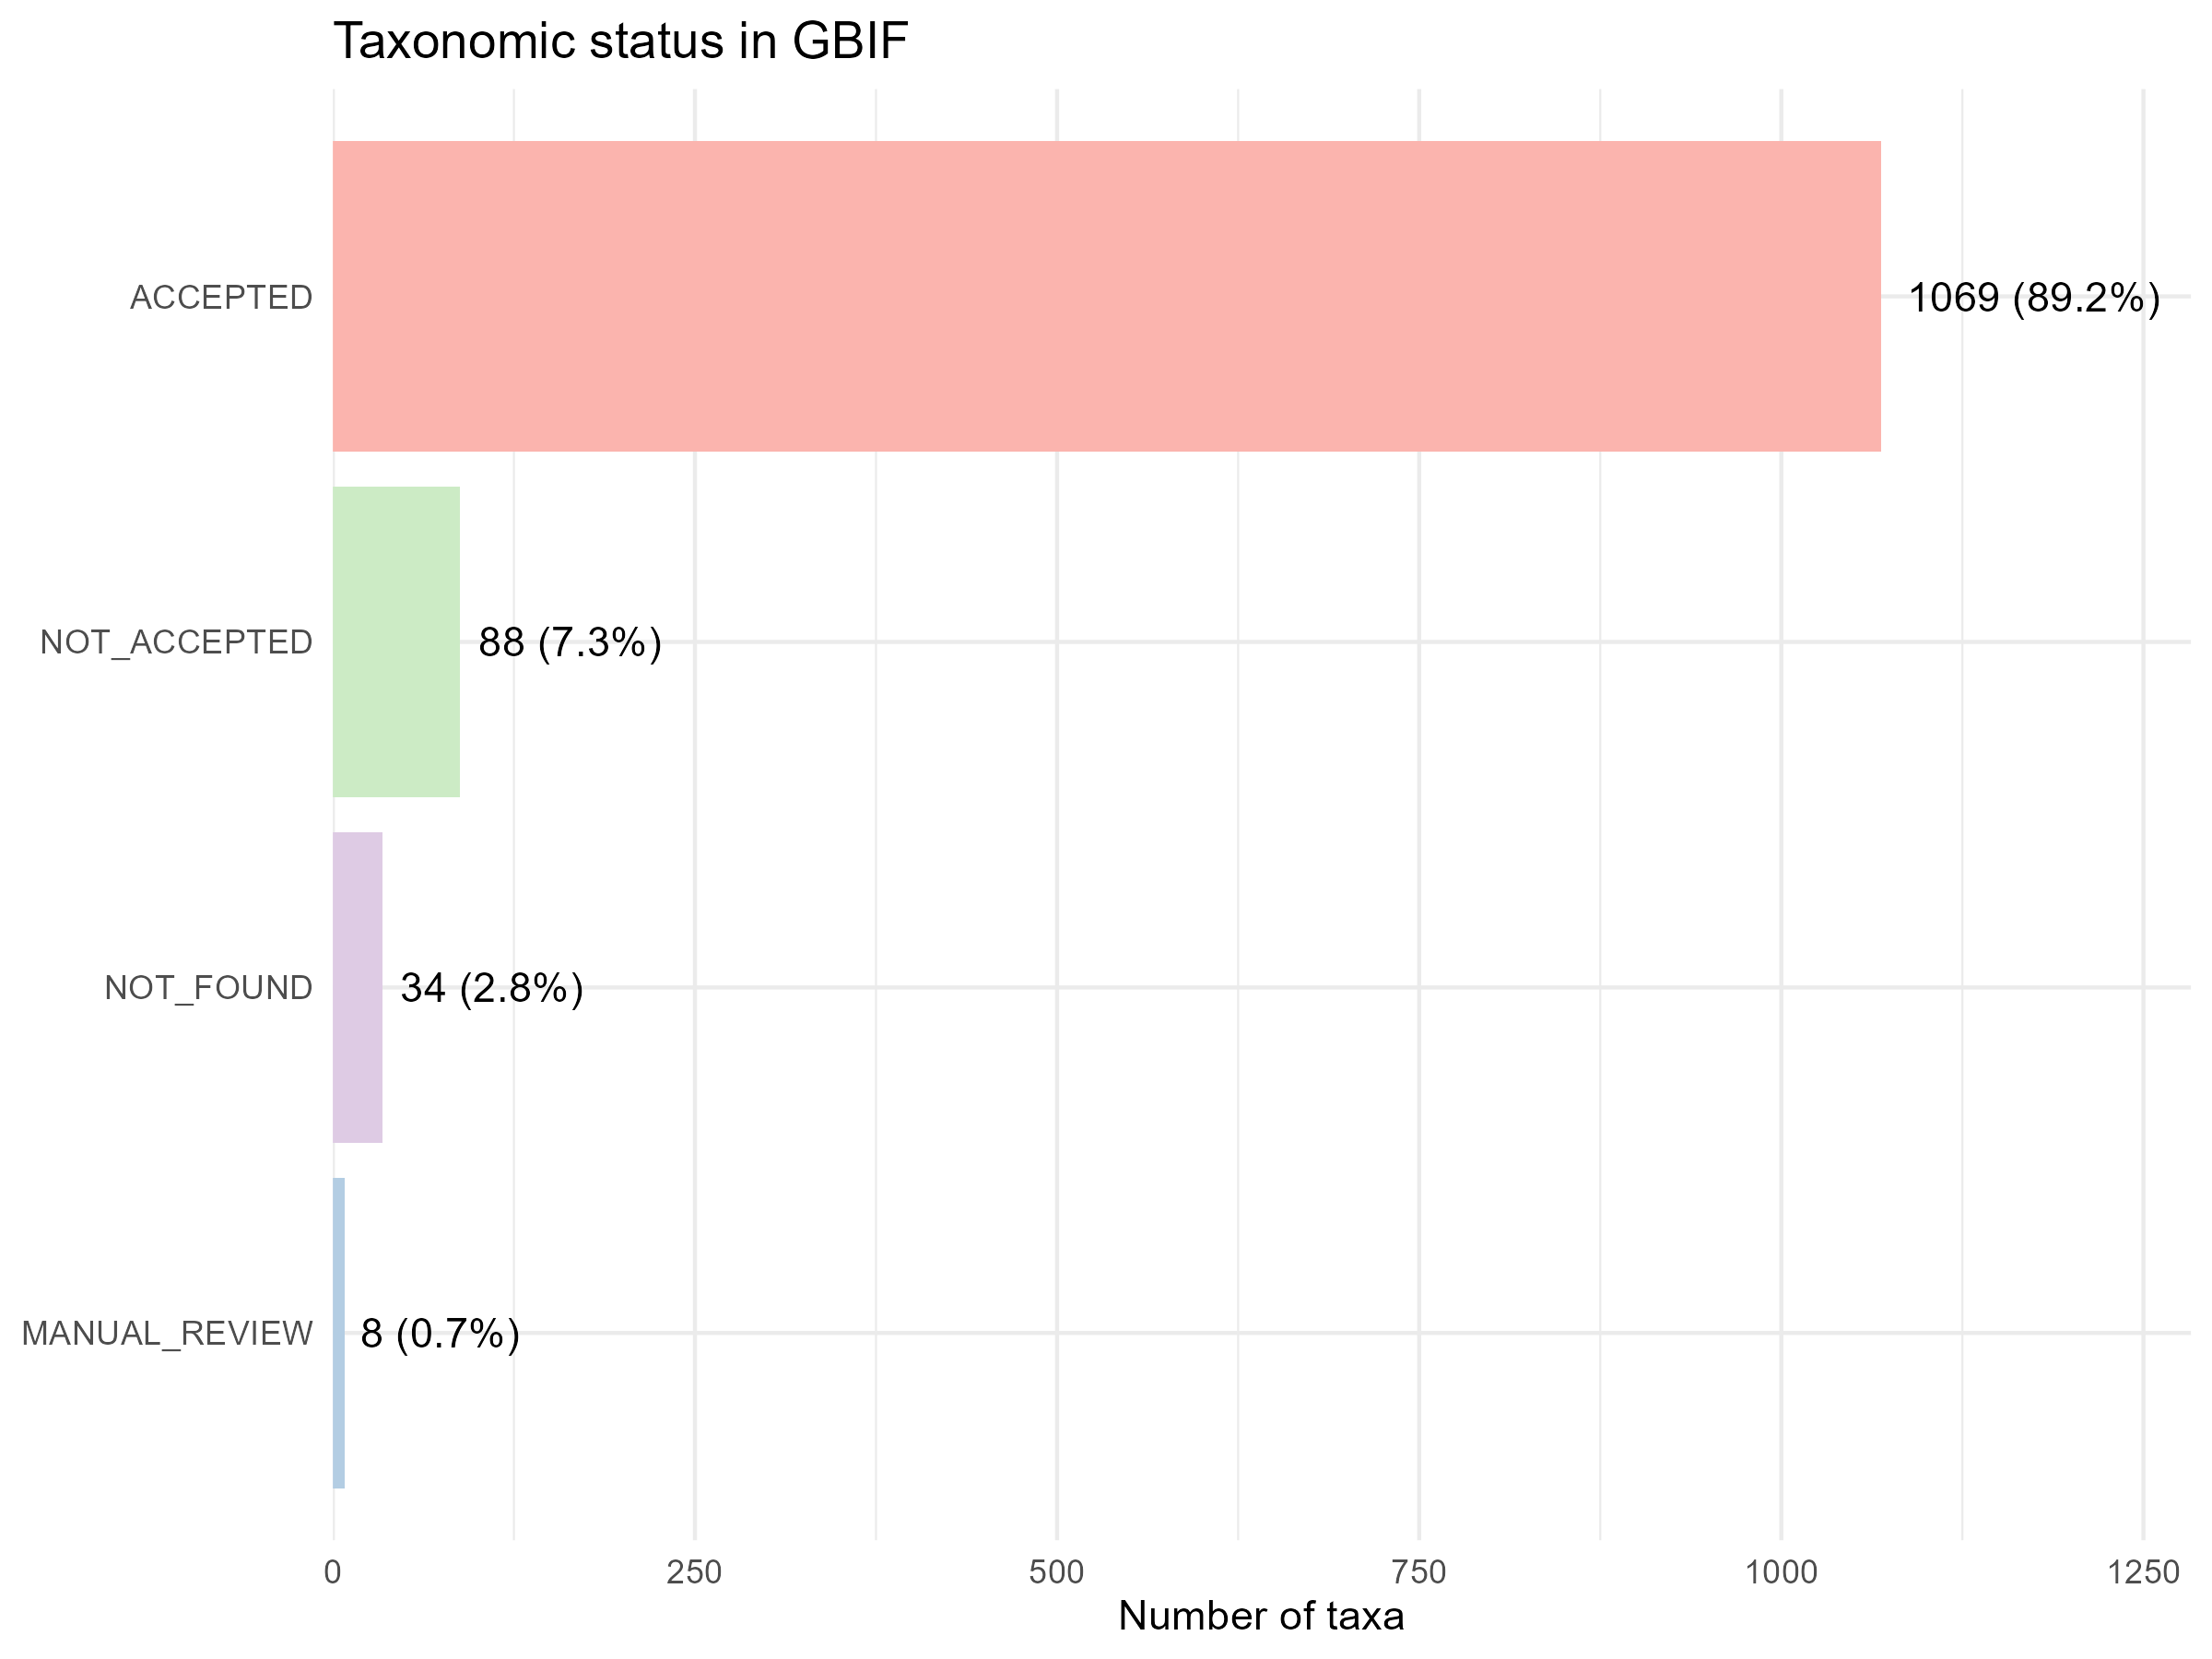 Taxonomic status in GBIF
ACCEPTED
1069 (89.2%)
NOT_ACCEPTED
88 (7.3%)
NOT_FOUND
34 (2.8%)
MANUAL_REVIEW
8 (0.7%)
0 250 500 750 1000 1250
Number of taxa